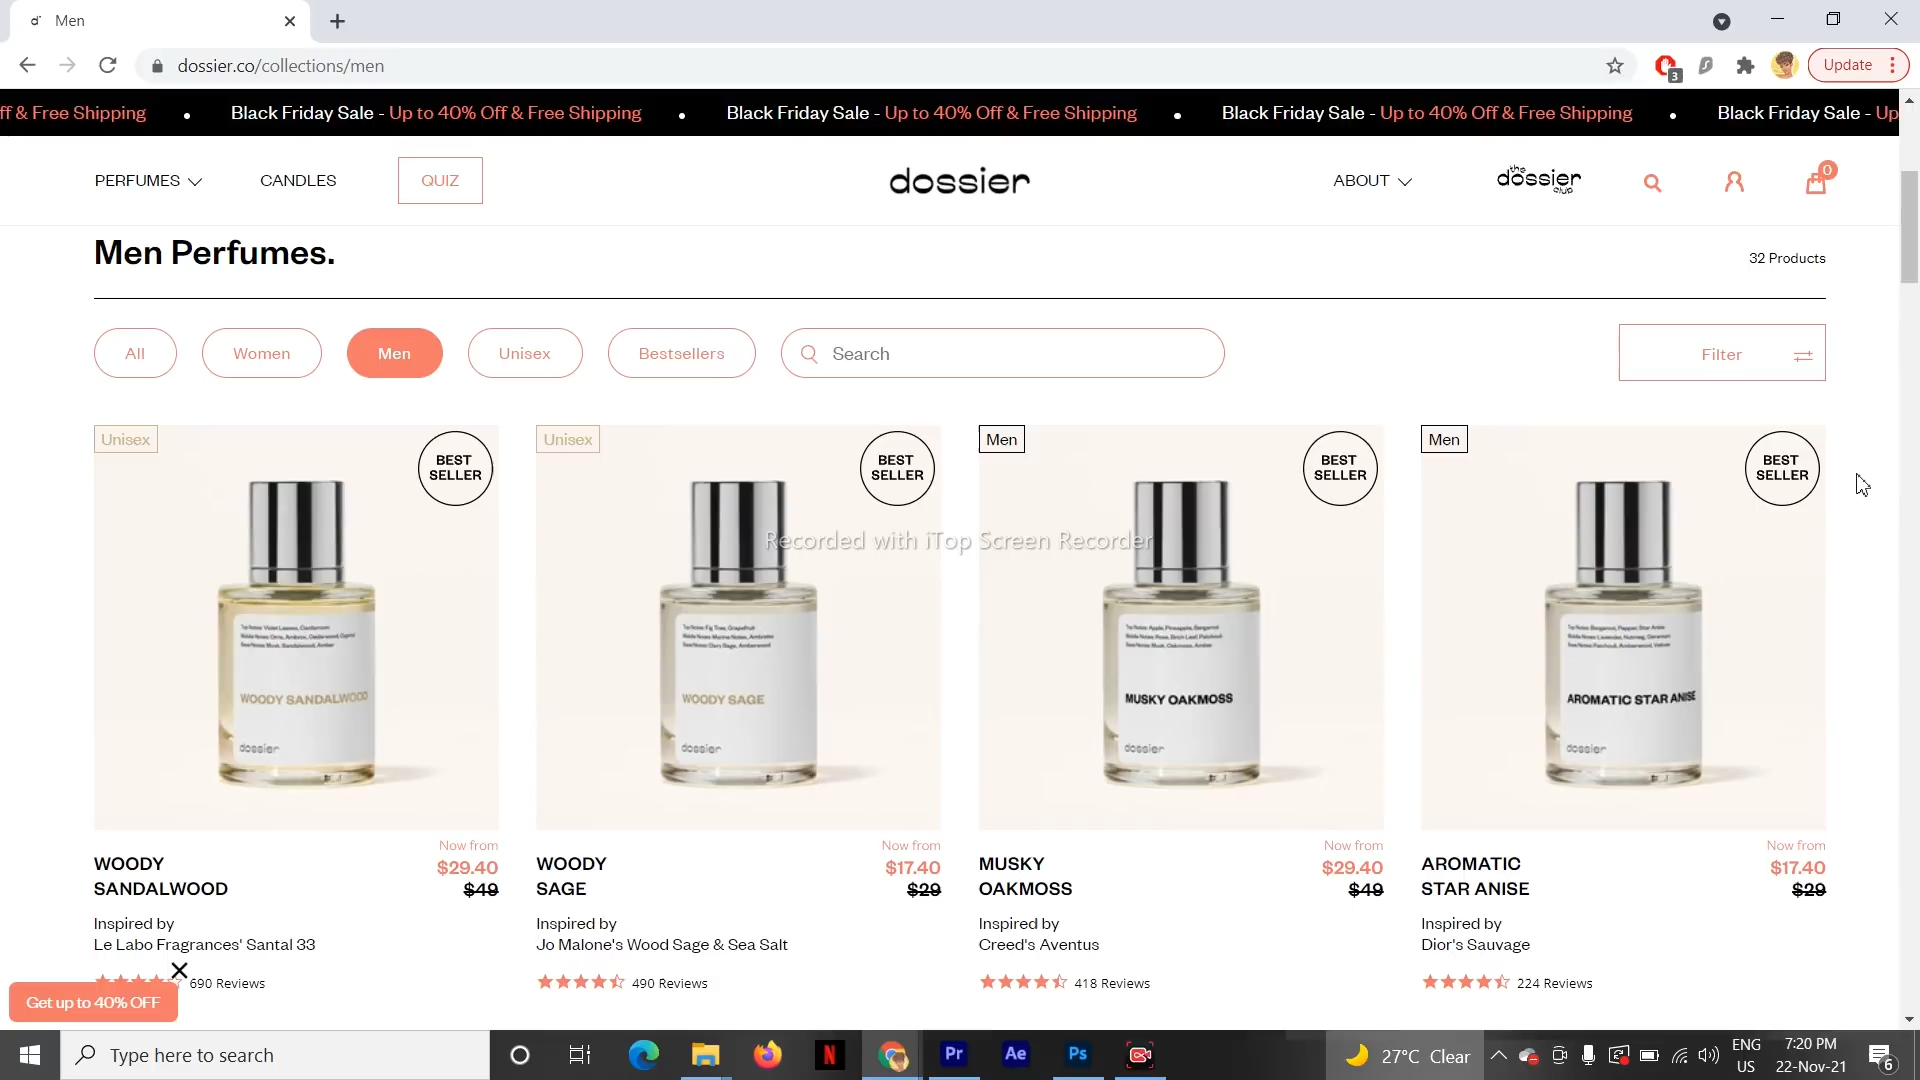 Men
dossier.co/collections/men
3
Update
ff & Free Shipping • Black Friday Sale - Up to 40% Off & Free Shipping • Black Friday Sale - Up to 40% Off & Free Shipping • Black Friday Sale - Up to 40% Off & Free Shipping • Black Friday Sale - Up
PERFUMES CANDLES QUIZ dossier ABOUT the dossier club 0
Men Perfumes.
32 Products
All Women Men Unisex Bestsellers Search Filter
Unisex BEST SELLER Unisex BEST SELLER Men BEST SELLER Men BEST SELLER
Recorded with iTop Screen Recorder
WOODY SANDALWOOD WOODY SAGE MUSKY OAKMOSS AROMATIC STAR ANISE
dossier dossier dossier dossier
Now from Now from Now from Now from
WOODY $29.40 WOODY $17.40 MUSKY $29.40 AROMATIC $17.40
SANDALWOOD $49 SAGE $29 OAKMOSS $49 STAR ANISE $29
Inspired by Inspired by Inspired by Inspired by
Le Labo Fragrances' Santal 33 Jo Malone's Wood Sage & Sea Salt Creed's Aventus Dior's Sauvage
690 Reviews 490 Reviews 418 Reviews 224 Reviews
Get up to 40% OFF
Type here to search N Pr Ae Ps 27°C Clear ENG 7:20 PM
US 22-Nov-21 6